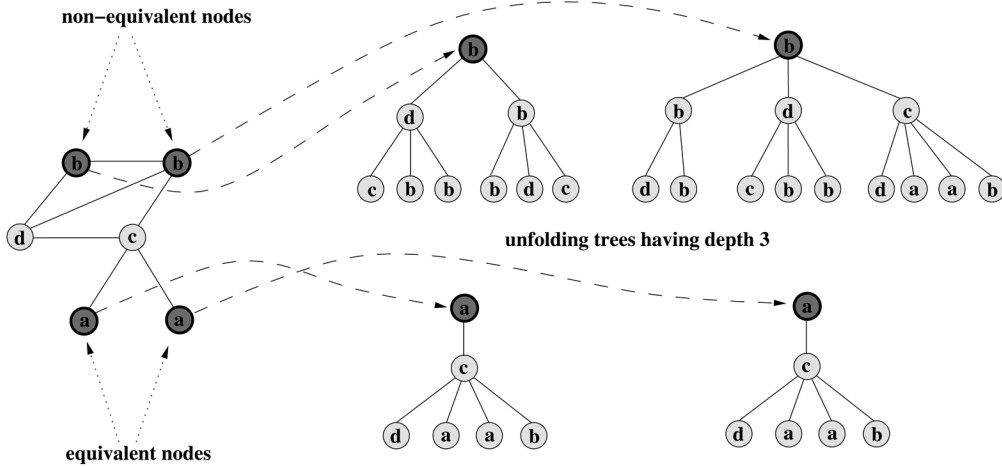 non−equivalent nodes
b
b
b b
b d
b d c
d c
c b b b d c
d b c b b d a a b
unfolding trees having depth 3
a a
a a
c
c
d a a b
d a a b
equivalent nodes